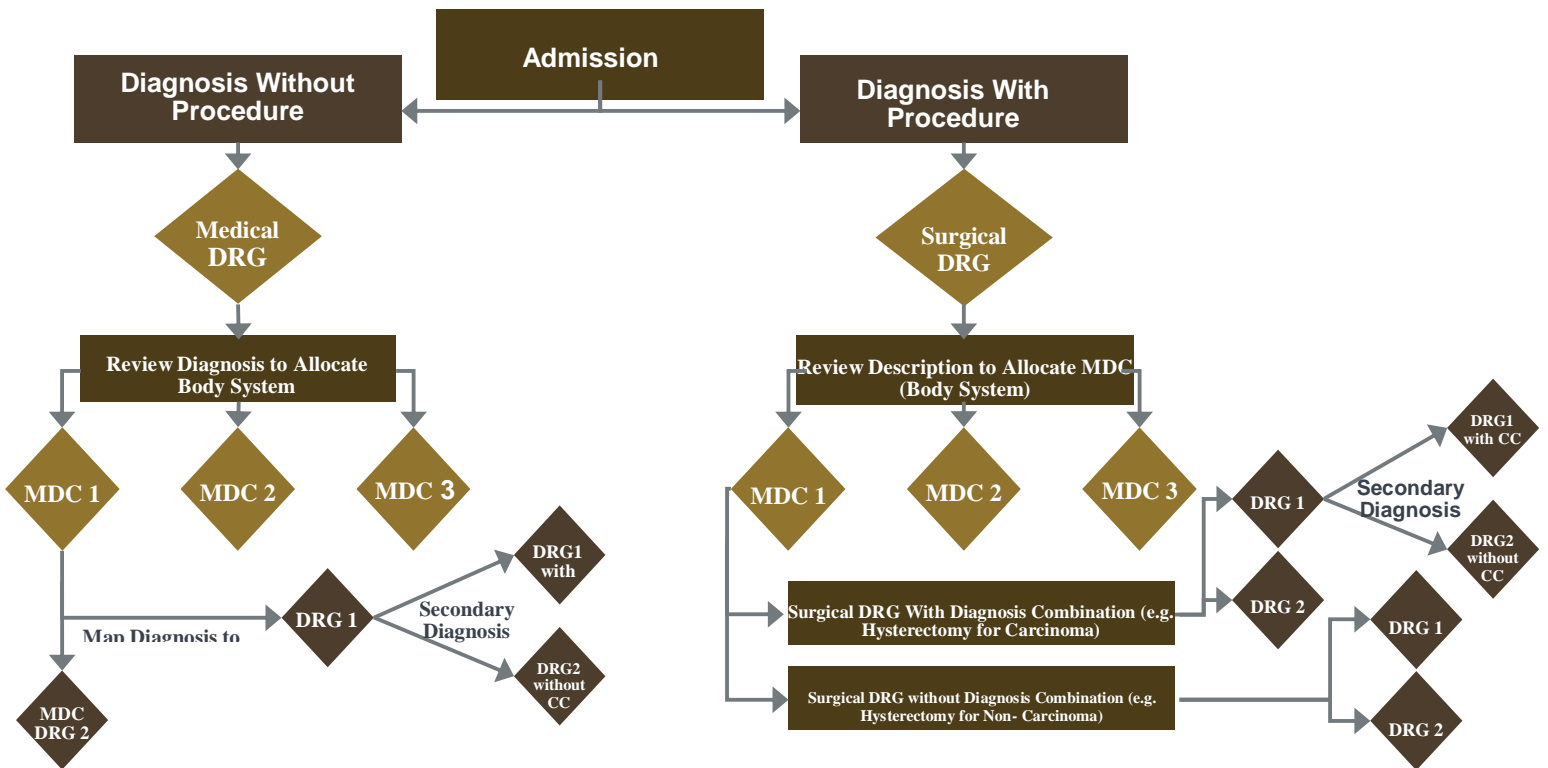 Admission
Diagnosis Without
Procedure
Diagnosis With
Procedure
Medical
DRG
Surgical
DRG
Review Diagnosis to Allocate
Body System
Review Description to Allocate MDC
(Body System)
MDC 1
MDC 2
MDC 3
MDC 1
MDC 2
MDC 3
DRG 1
DRG1
with CC
Secondary
Diagnosis
DRG2
without
CC
DRG 2
DRG1
with
DRG 1
Secondary
Diagnosis
DRG2
without
CC
Map Diagnosis to
MDC
DRG 2
Surgical DRG With Diagnosis Combination (e.g.
Hysterectomy for Carcinoma)
Surgical DRG without Diagnosis Combination (e.g.
Hysterectomy for Non- Carcinoma)
DRG 1
DRG 2